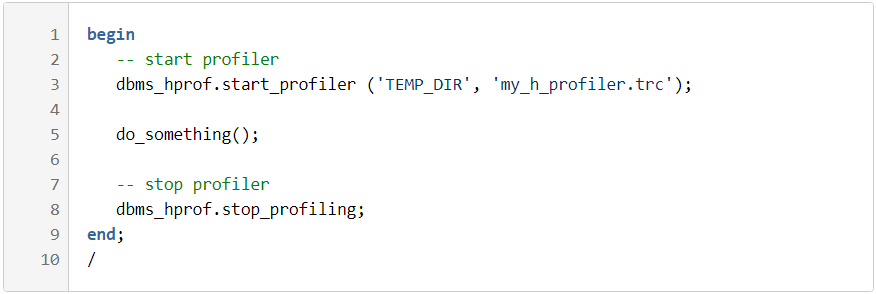 1 begin
2 -- start profiler
3 dbms_hprof.start_profiler ('TEMP_DIR', 'my_h_profiler.trc');
4
5 do_something();
6
7 -- stop profiler
8 dbms_hprof.stop_profiling;
9 end;
10 /